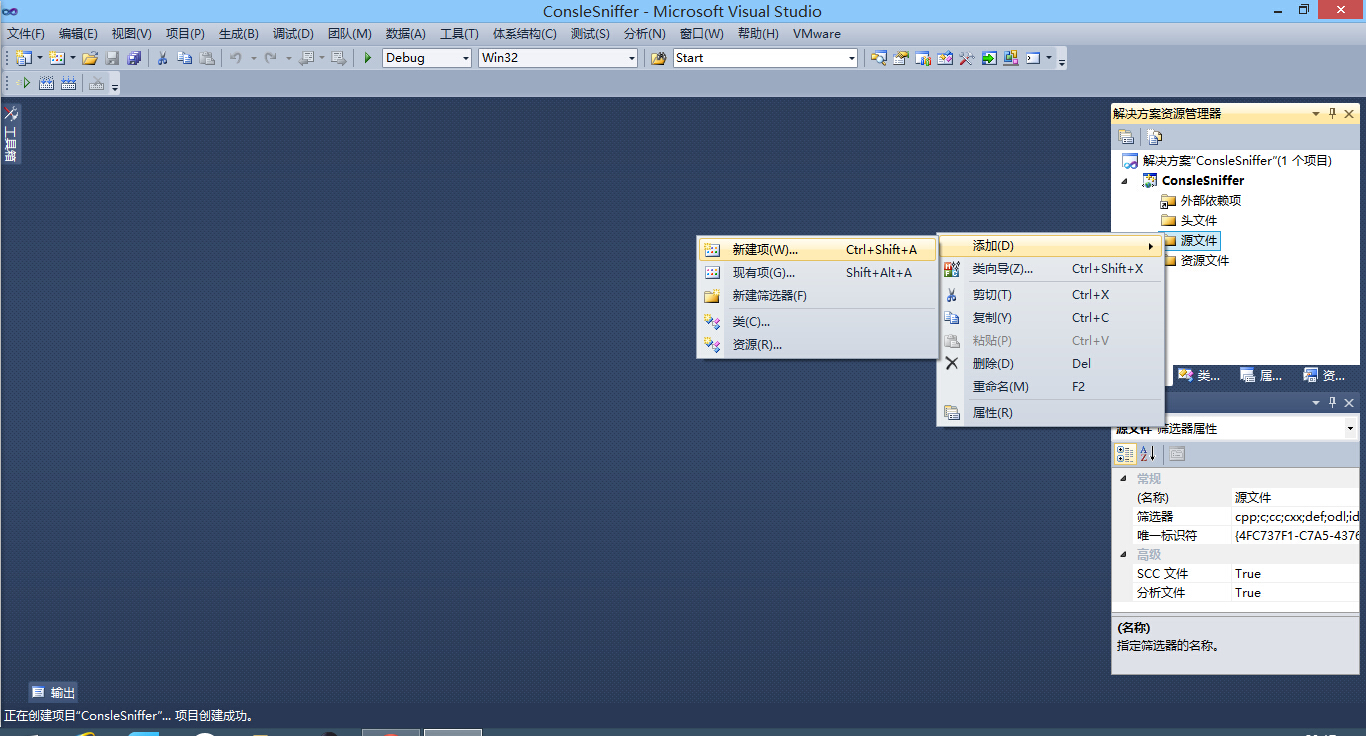 ConsleSniffer - Microsoft Visual Studio
文件(F) 编辑(E) 视图(V) 项目(P) 生成(B) 调试(D) 团队(M) 数据(A) 工具(T) 体系结构(C) 测试(S) 分析(N) 窗口(W) 帮助(H) VMware
Debug Win32 Start
工具箱
解决方案资源管理器
解决方案"ConsleSniffer"(1 个项目)
ConsleSniffer
外部依赖项
头文件
源文件
资源文件
新建项(W)... Ctrl+Shift+A
现有项(G)... Shift+Alt+A
新建筛选器(F)
类(C)...
资源(R)...
添加(D)
类向导(Z)... Ctrl+Shift+X
剪切(T) Ctrl+X
复制(Y) Ctrl+C
粘贴(P) Ctrl+V
删除(D) Del
重命名(M) F2
属性(R)
类... 属... 资...
源文件 筛选器属性
常规
(名称) 源文件
筛选器 cpp;c;cc;cxx;def;odl;id
唯一标识符 {4FC737F1-C7A5-4376
高级
SCC 文件 True
分析文件 True
(名称)
指定筛选器的名称。
输出
正在创建项目"ConsleSniffer"... 项目创建成功。